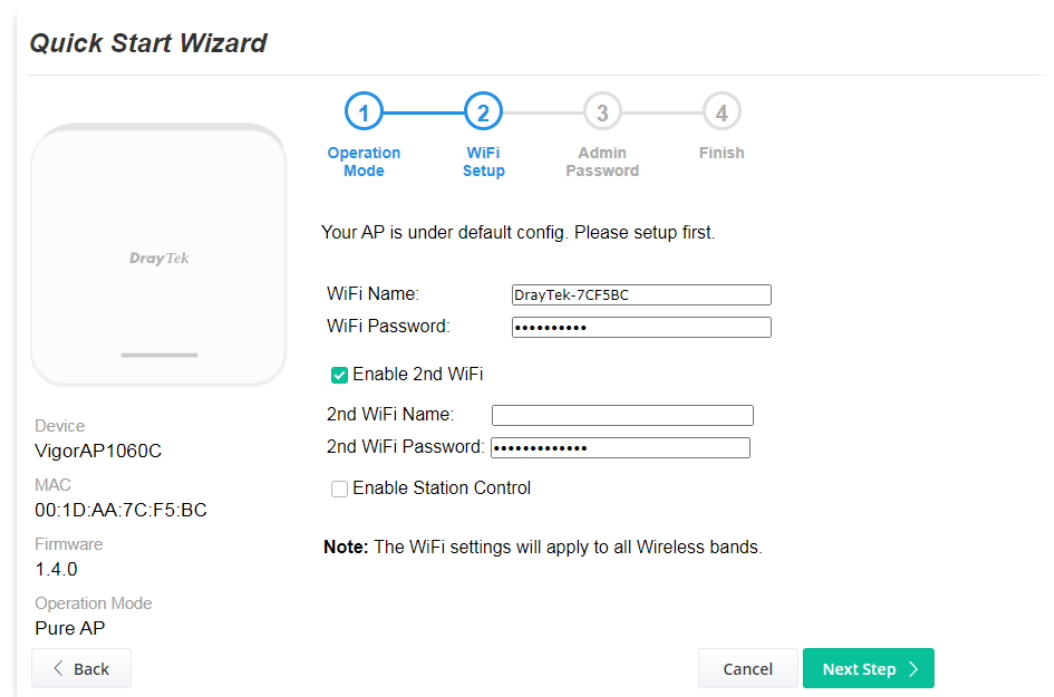 Quick Start Wizard
1
2
3
4
Operation
Mode
WiFi
Setup
Admin
Password
Finish
DrayTek
Your AP is under default config. Please setup first.
WiFi Name: DrayTek-7CF5BC
WiFi Password: ••••••••••
Enable 2nd WiFi
2nd WiFi Name:
2nd WiFi Password: •••••••••••••
Enable Station Control
Note: The WiFi settings will apply to all Wireless bands.
Device
VigorAP1060C
MAC
00:1D:AA:7C:F5:BC
Firmware
1.4.0
Operation Mode
Pure AP
Back
Cancel
Next Step